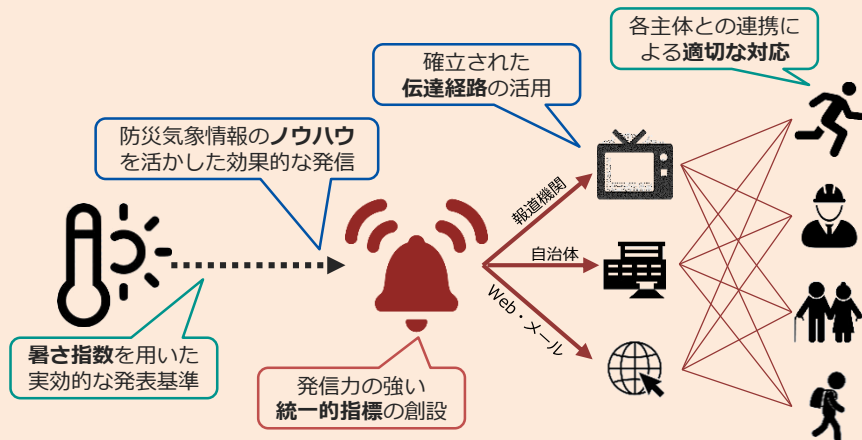 各主体との連携に
よる適切な対応
確立された
伝達経路の活用
防災気象情報のノウハウ
を活かした効果的な発信
報道機関
自治体
Web・メール
暑さ指数を用いた
実効的な発表基準
発信力の強い
統一的指標の創設